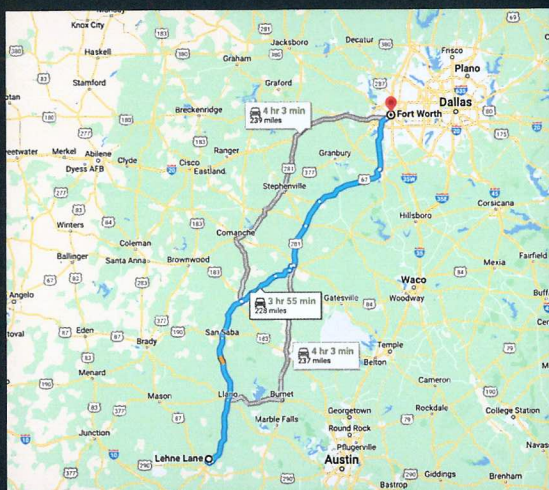 Knox City
Jacksboro
Decatur
Haskell
Graham
Frisco
Plano
Stamford
Graford
Dallas
Breckenridge
4 hr 3 min
239 miles
Fort Worth
Merkel
Abilene
Clyde
Ranger
Granbury
Dyess AFB
Cisco
Eastland
Stephenville
Corsicana
Hillsboro
Winters
Comanche
Coleman
Fairfield
Ballinger
Santa Anna
Brownwood
Mexia
Waco
Angelo
3 hr 55 min
228 miles
Gatesville
Woodway
Eden
San Saba
Brady
4 hr 3 min
237 miles
Temple
Belton
Menard
Cameron
Mason
Llano
Burnet
Georgetown
Rockdale
College Station
Junction
Marble Falls
Round Rock
Pflugerville
Lehne Lane
Austin
Giddings
Brenham
Bastrop